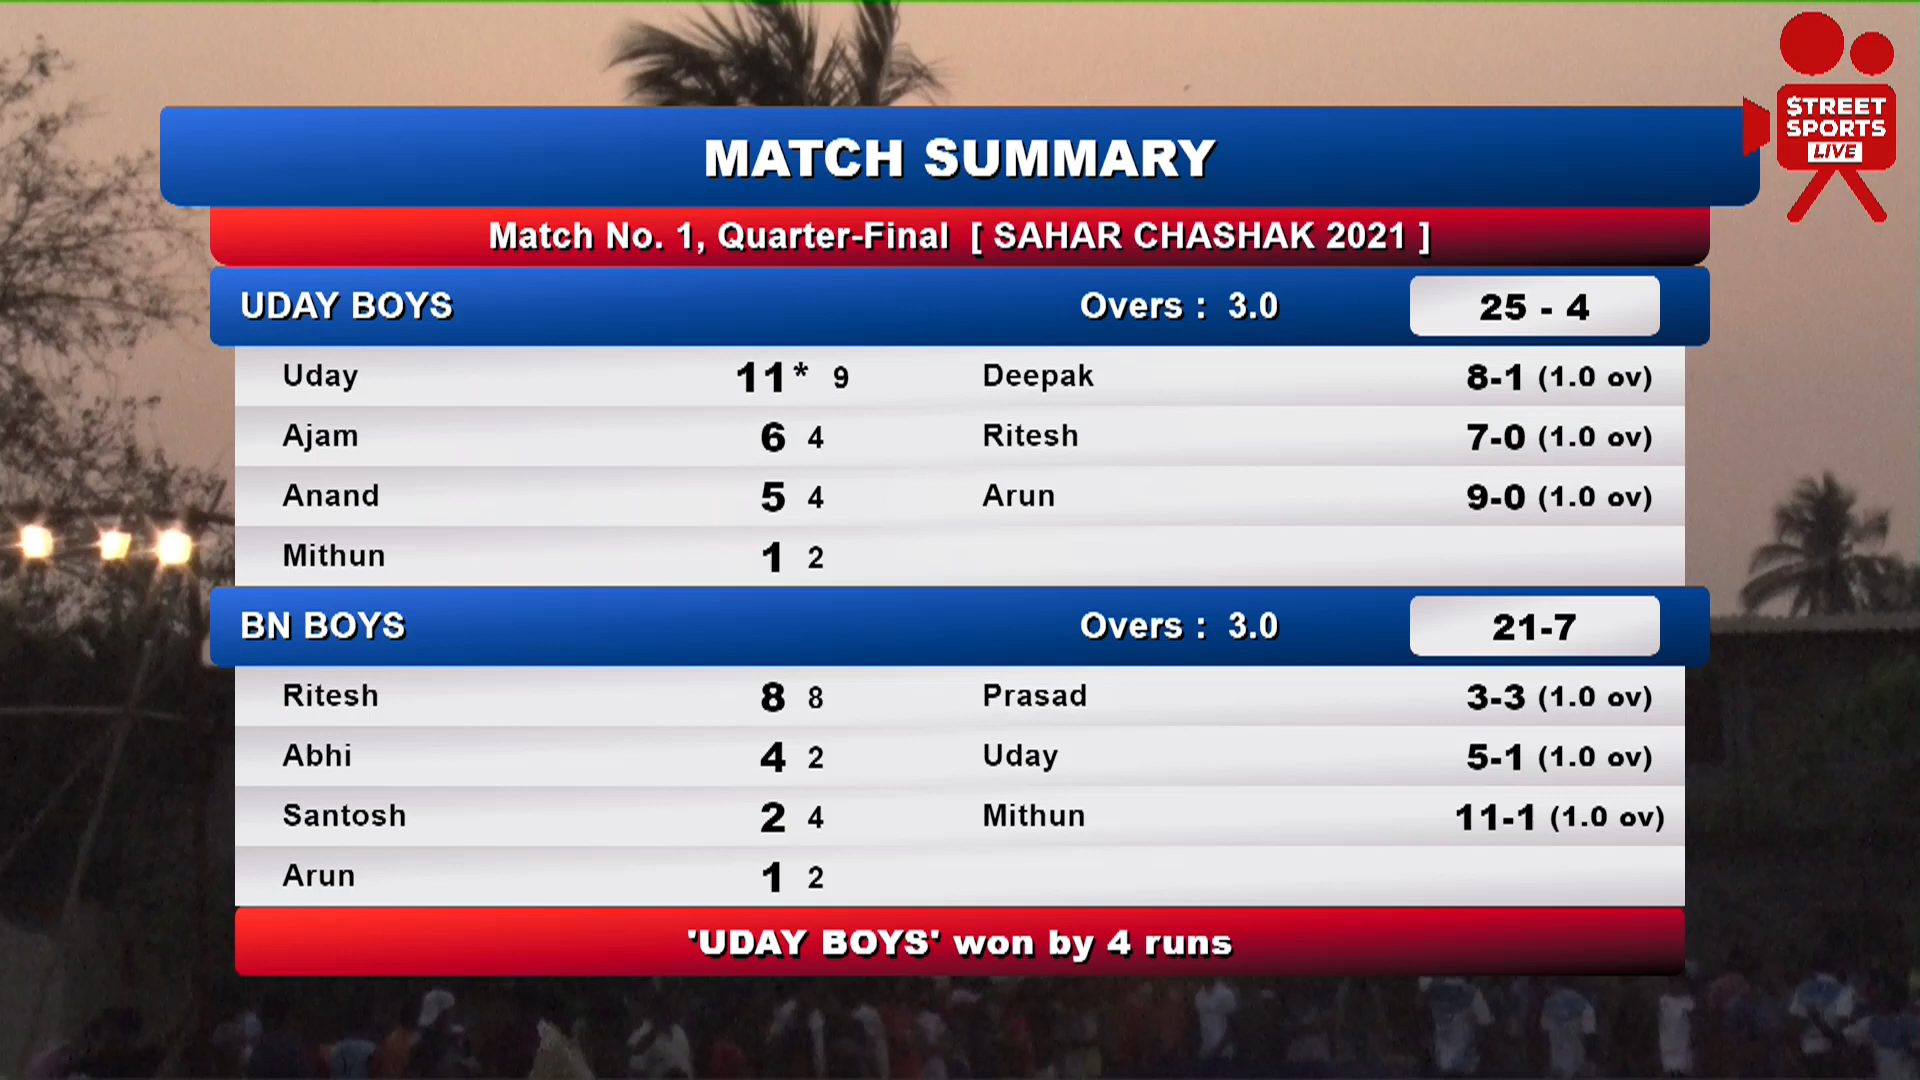 STREET
SPORTS
LIVE
MATCH SUMMARY
Match No. 1, Quarter-Final [ SAHAR CHASHAK 2021 ]
UDAY BOYS Overs : 3.0 25 - 4
Uday 11* 9 Deepak 8-1 (1.0 ov)
Ajam 6 4 Ritesh 7-0 (1.0 ov)
Anand 5 4 Arun 9-0 (1.0 ov)
Mithun 1 2
BN BOYS Overs : 3.0 21-7
Ritesh 8 8 Prasad 3-3 (1.0 ov)
Abhi 4 2 Uday 5-1 (1.0 ov)
Santosh 2 4 Mithun 11-1 (1.0 ov)
Arun 1 2
'UDAY BOYS' won by 4 runs